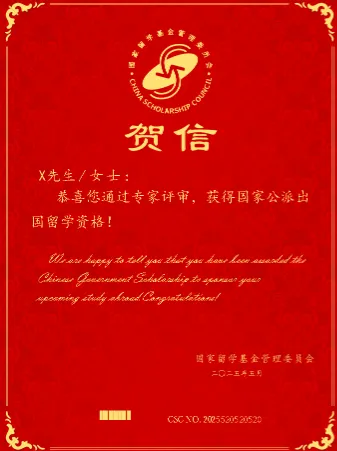 国家留学基金管理委员会
CHINA SCHOLARSHIP COUNCIL
贺信
X先生/女士:
恭喜您通过专家评审,获得国家公派出
国留学资格!
We are happy to tell you that you have been awarded the
Chinese Government Scholarship to sponsor your
upcoming study abroad.Congratulations!
国家留学基金管理委员会
二〇二五年三月
CSC NO. 2025520520520